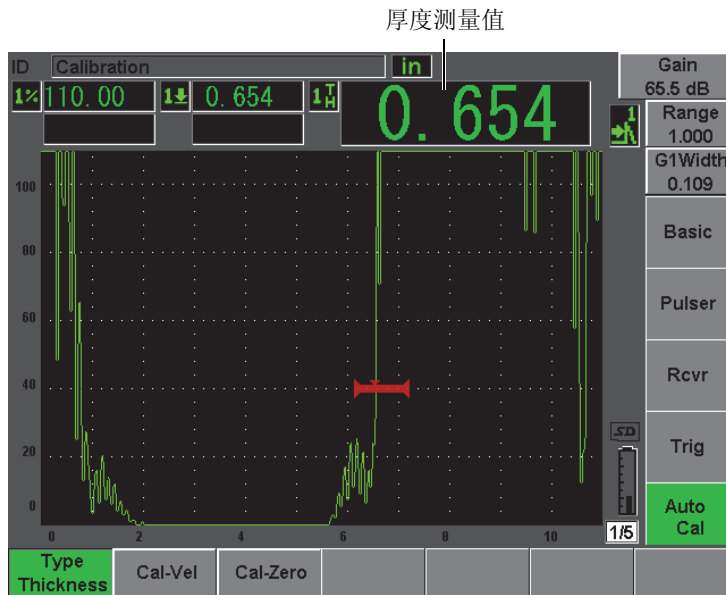 厚度测量值
ID Calibration in
1% 110.00 1 0.654 1TH 0.654
1
Gain
65.5 dB
Range
1.000
G1Width
0.109
Basic
Pulser
Rcvr
Trig
Auto
Cal
100
80
60
40
20
0
0 2 4 6 8 10
SD
1/5
Type
Thickness
Cal-Vel
Cal-Zero